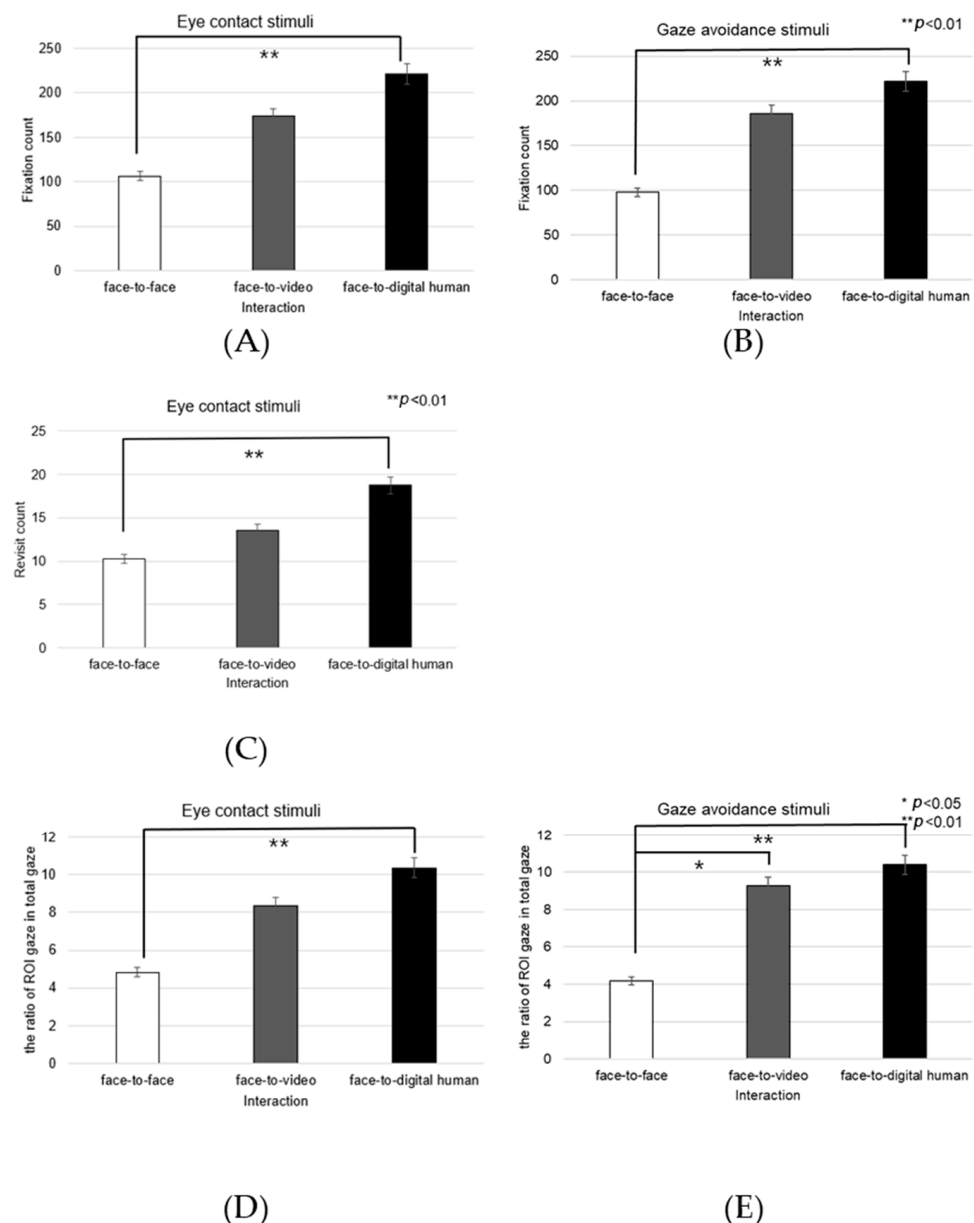 Eye contact stimuli
**
250
200
150
100
50
0
Fixation count
face-to-face face-to-video face-to-digital human
Interaction
(A)
Gaze avoidance stimuli
**p<0.01
**
250
200
150
100
50
0
Fixation count
face-to-face face-to-video face-to-digital human
Interaction
(B)
Eye contact stimuli
**p<0.01
**
25
20
15
10
5
0
Revisit count
face-to-face face-to-video face-to-digital human
Interaction
(C)
Eye contact stimuli
**
12
10
8
6
4
2
0
the ratio of ROI gaze in total gaze
face-to-face face-to-video face-to-digital human
Interaction
(D)
Gaze avoidance stimuli
* p<0.05
**p<0.01
**
*
12
10
8
6
4
2
0
the ratio of ROI gaze in total gaze
face-to-face face-to-video face-to-digital human
Interaction
(E)